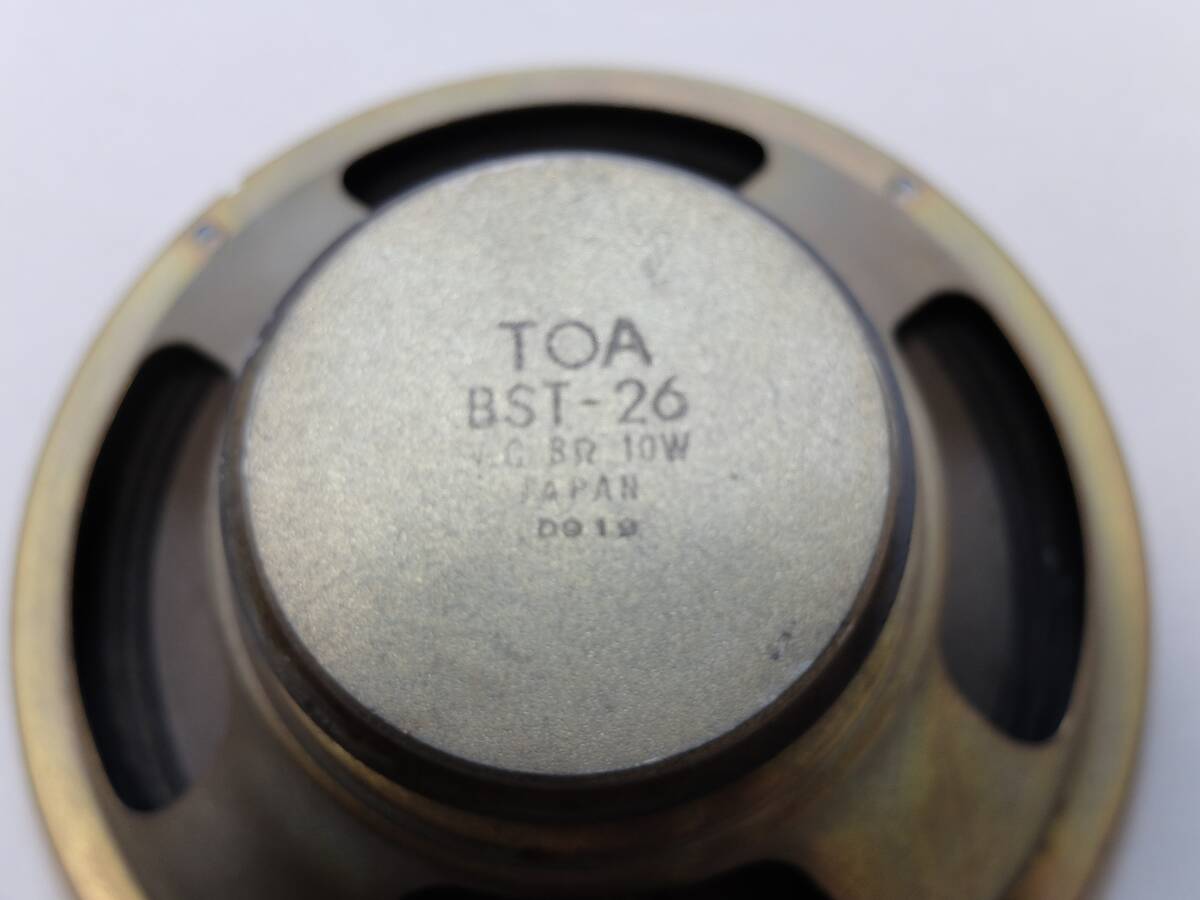 TOA
BST-26
V.C 8Ω 10W
JAPAN
D919